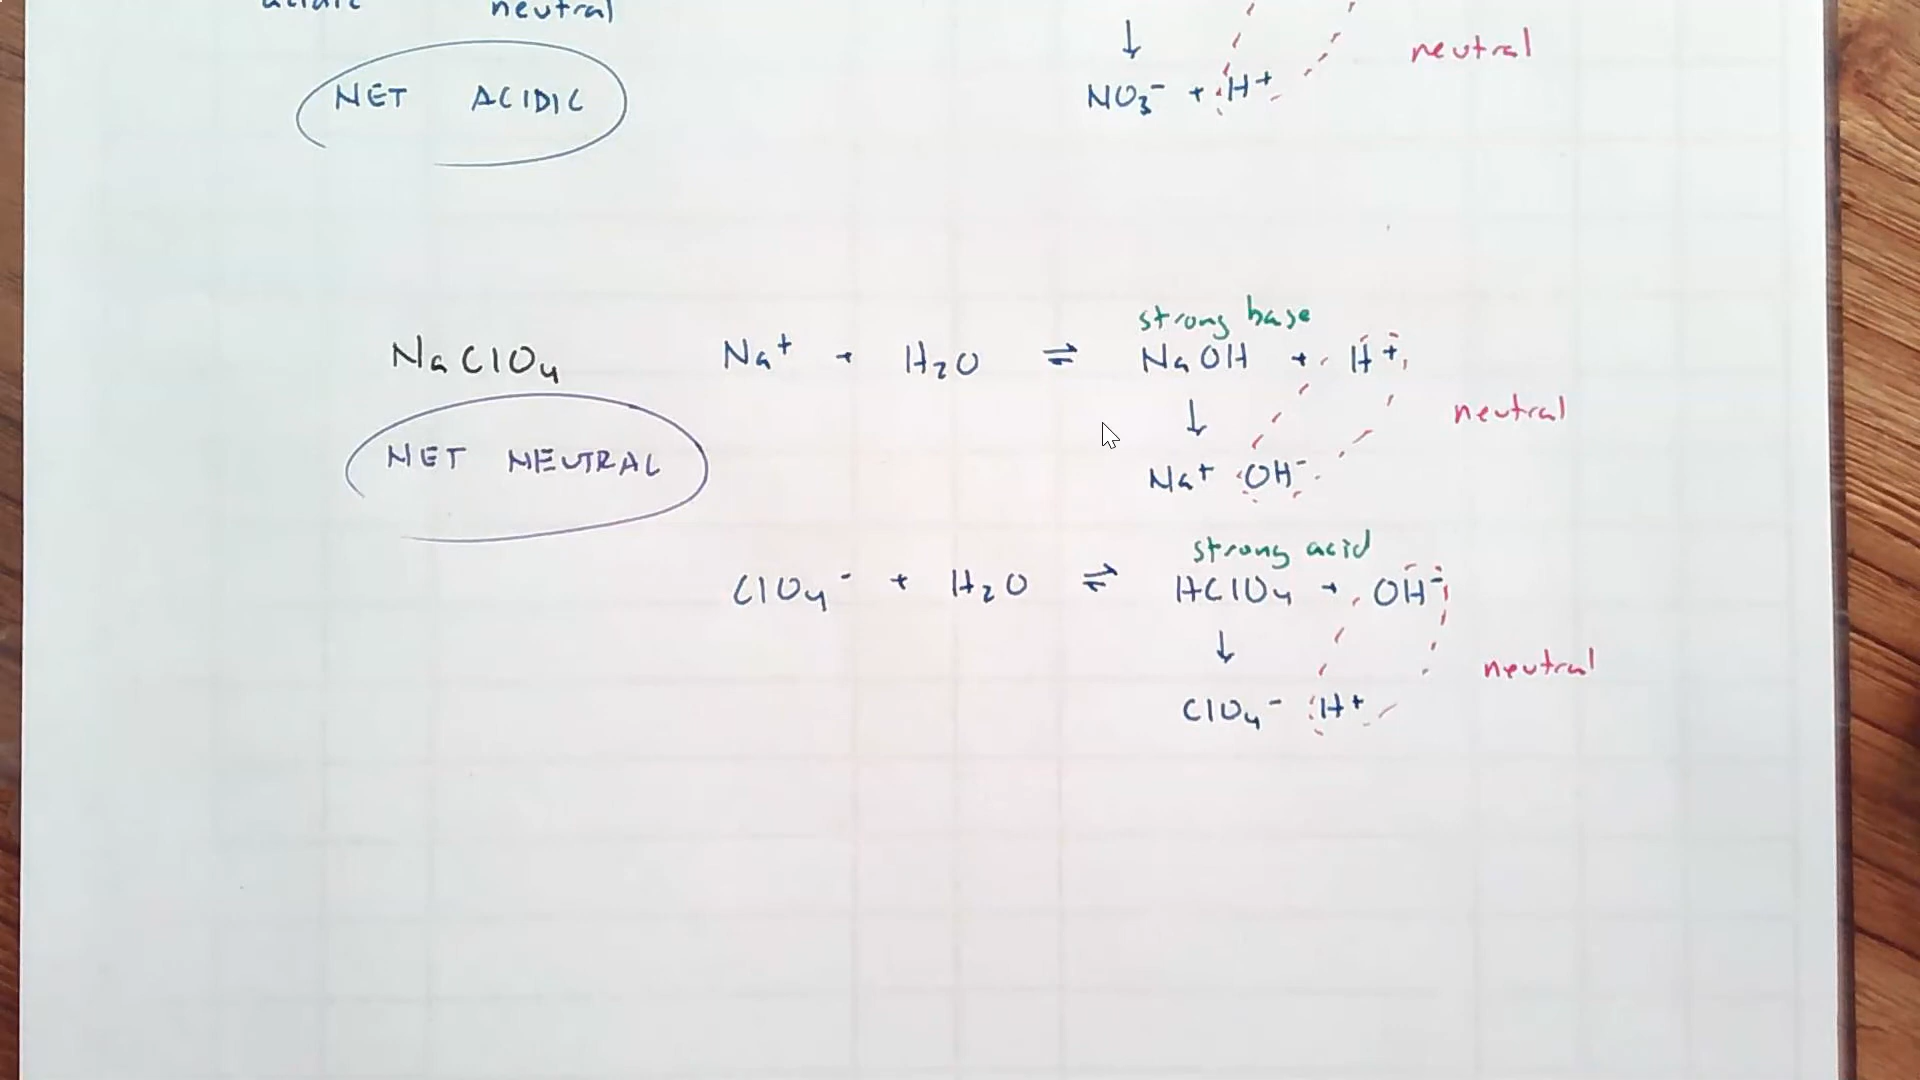 neutral
↓
neutral
NET ACIDIC
NO₃⁻ + H⁺
strong base
NaClO₄
Na⁺ + H₂O ⇌ NaOH + H⁺
neutral
↓
NET NEUTRAL
Na⁺ OH⁻
strong acid
ClO₄⁻ + H₂O ⇌ HClO₄ + OH⁻
↓
neutral
ClO₄⁻ H⁺